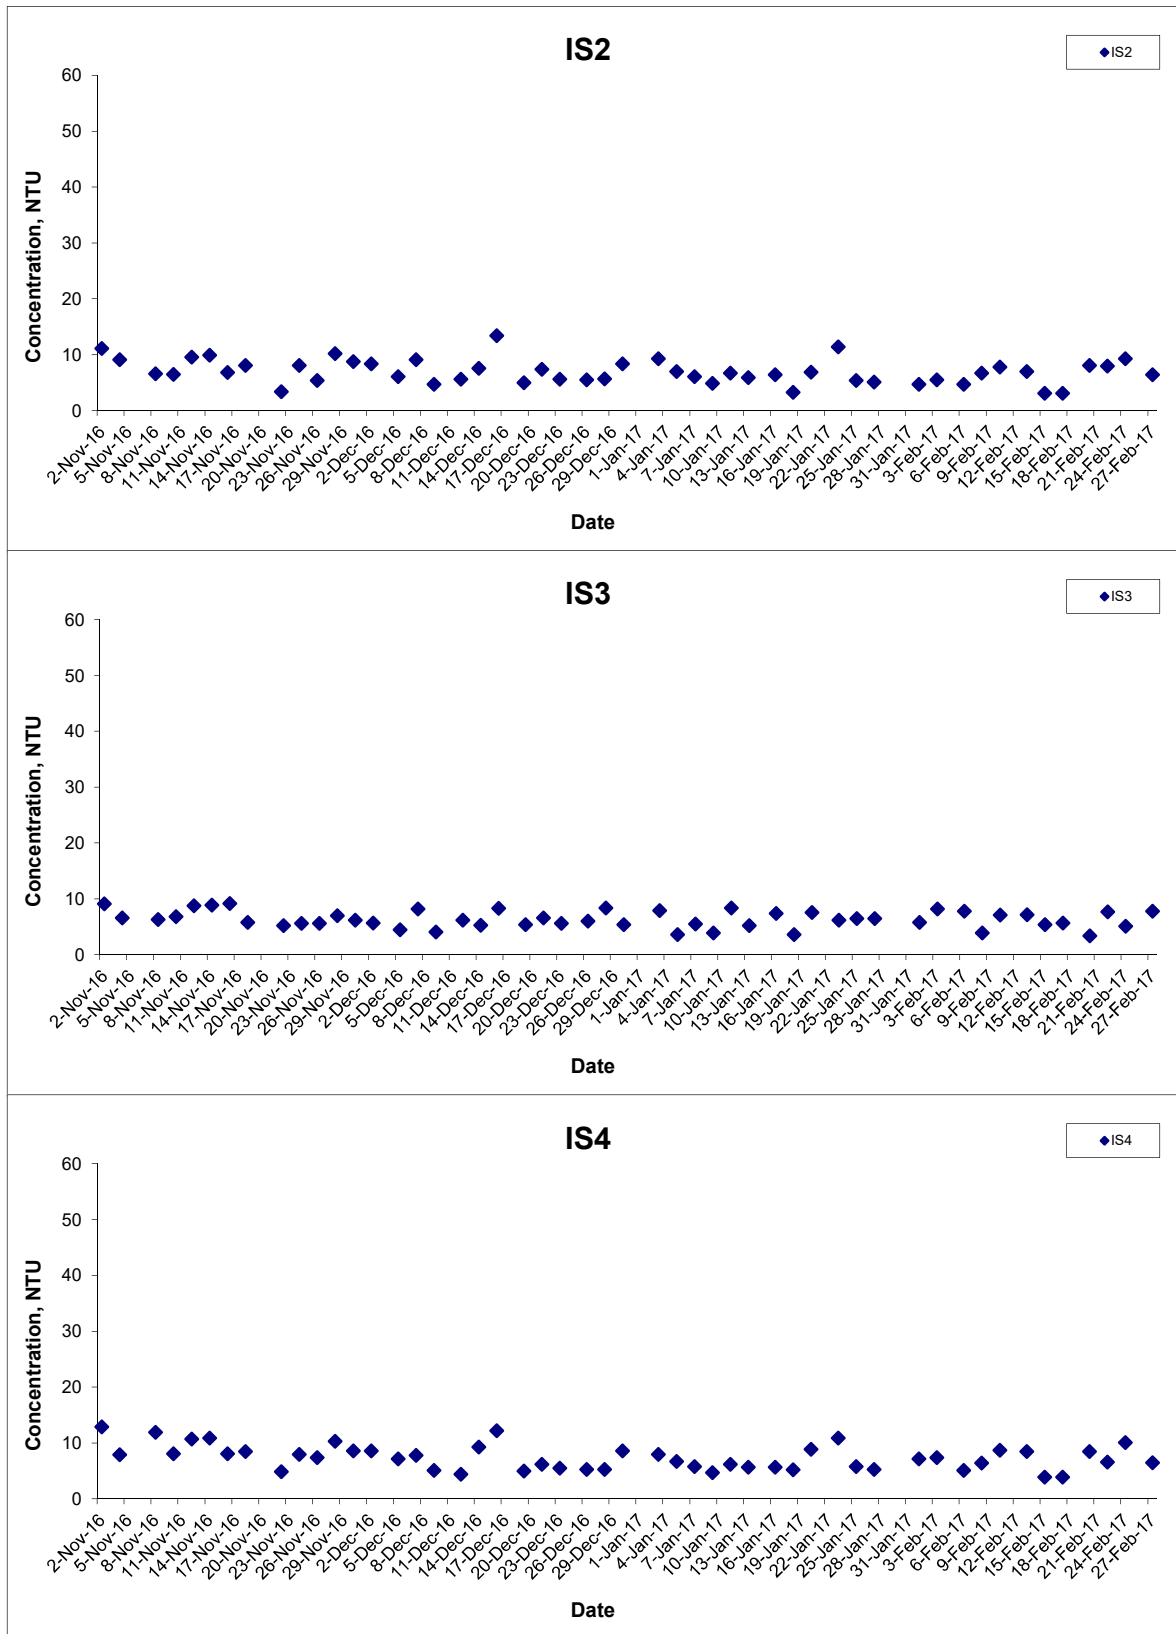 IS2
IS2
Concentration, NTU
60
50
40
30
20
10
0
2-Nov-16
5-Nov-16
8-Nov-16
11-Nov-16
14-Nov-16
17-Nov-16
20-Nov-16
23-Nov-16
26-Nov-16
29-Nov-16
2-Dec-16
5-Dec-16
8-Dec-16
11-Dec-16
14-Dec-16
17-Dec-16
20-Dec-16
23-Dec-16
26-Dec-16
29-Dec-16
1-Jan-17
4-Jan-17
7-Jan-17
10-Jan-17
13-Jan-17
16-Jan-17
19-Jan-17
22-Jan-17
25-Jan-17
28-Jan-17
31-Jan-17
3-Feb-17
6-Feb-17
9-Feb-17
12-Feb-17
15-Feb-17
18-Feb-17
21-Feb-17
24-Feb-17
27-Feb-17
Date
IS3
IS3
Concentration, NTU
60
50
40
30
20
10
0
2-Nov-16
5-Nov-16
8-Nov-16
11-Nov-16
14-Nov-16
17-Nov-16
20-Nov-16
23-Nov-16
26-Nov-16
29-Nov-16
2-Dec-16
5-Dec-16
8-Dec-16
11-Dec-16
14-Dec-16
17-Dec-16
20-Dec-16
23-Dec-16
26-Dec-16
29-Dec-16
1-Jan-17
4-Jan-17
7-Jan-17
10-Jan-17
13-Jan-17
16-Jan-17
19-Jan-17
22-Jan-17
25-Jan-17
28-Jan-17
31-Jan-17
3-Feb-17
6-Feb-17
9-Feb-17
12-Feb-17
15-Feb-17
18-Feb-17
21-Feb-17
24-Feb-17
27-Feb-17
Date
IS4
IS4
Concentration, NTU
60
50
40
30
20
10
0
2-Nov-16
5-Nov-16
8-Nov-16
11-Nov-16
14-Nov-16
17-Nov-16
20-Nov-16
23-Nov-16
26-Nov-16
29-Nov-16
2-Dec-16
5-Dec-16
8-Dec-16
11-Dec-16
14-Dec-16
17-Dec-16
20-Dec-16
23-Dec-16
26-Dec-16
29-Dec-16
1-Jan-17
4-Jan-17
7-Jan-17
10-Jan-17
13-Jan-17
16-Jan-17
19-Jan-17
22-Jan-17
25-Jan-17
28-Jan-17
31-Jan-17
3-Feb-17
6-Feb-17
9-Feb-17
12-Feb-17
15-Feb-17
18-Feb-17
21-Feb-17
24-Feb-17
27-Feb-17
Date